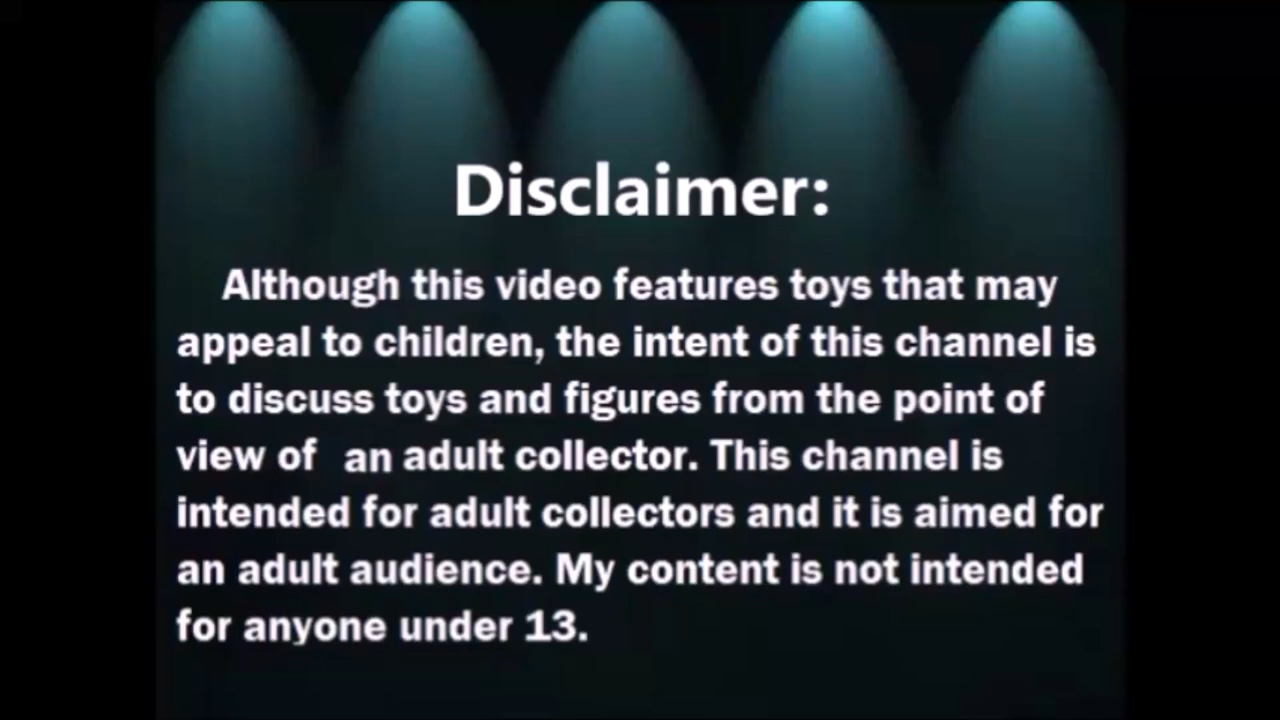 Disclaimer:
Although this video features toys that may
appeal to children, the intent of this channel is
to discuss toys and figures from the point of
view of an adult collector. This channel is
intended for adult collectors and it is aimed for
an adult audience. My content is not intended
for anyone under 13.